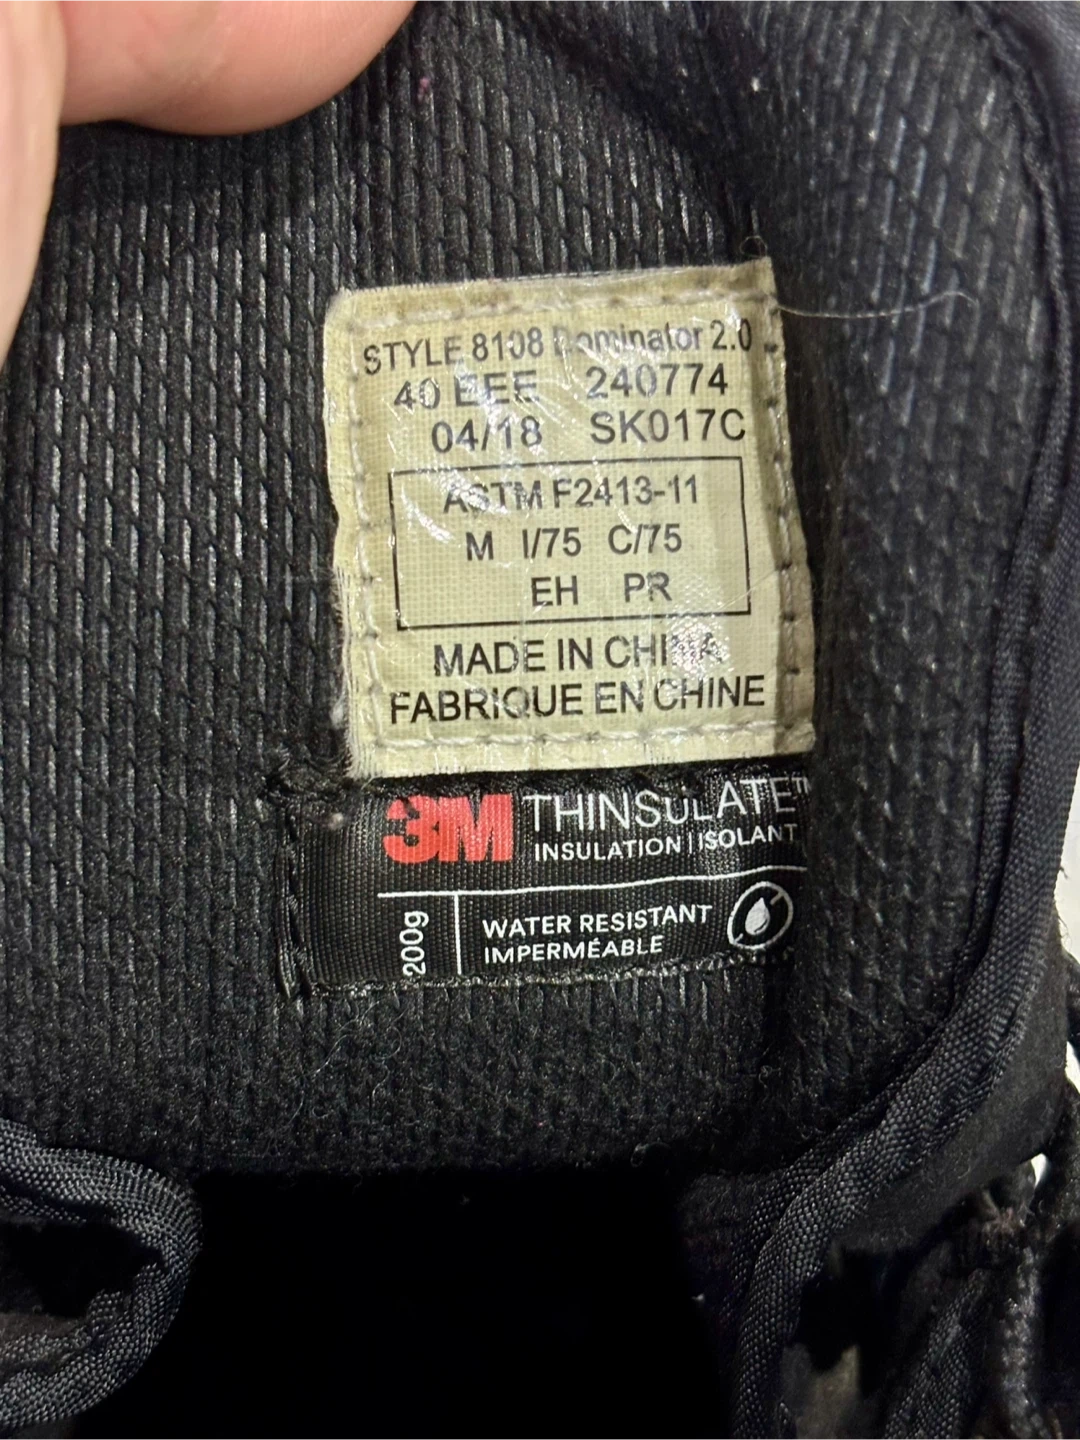 STYLE 8108 Dominator 2.0
40 EEE 240774
04/18 SK017C
ASTM F2413-11
M I/75 C/75
EH PR
MADE IN CHINA
FABRIQUE EN CHINE
3M THINSULATE™
INSULATION | ISOLANT
200g
WATER RESISTANT
IMPERMÉABLE